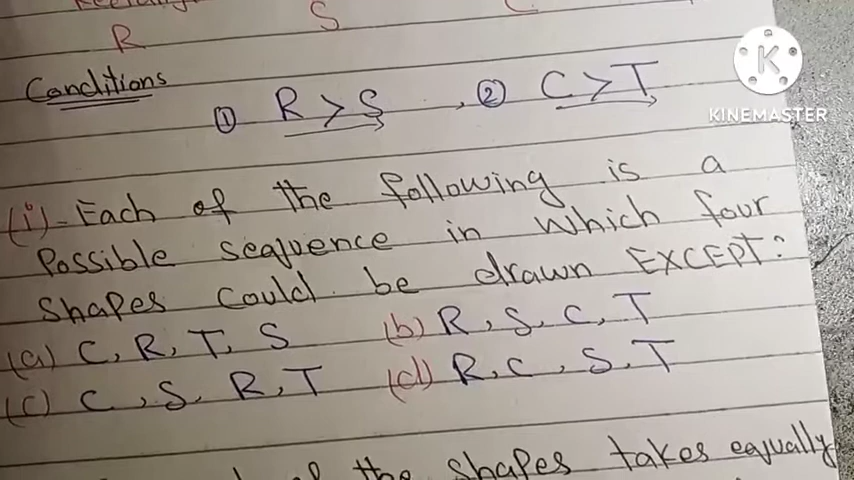 R S
KINEMASTER
Conditions
① R > S , ② C > T
(i) - Each of the following is a
Possible sequence in which four
shapes could be drawn EXCEPT:
(a) C, R, T, S (b) R, S, C, T
(c) C, S, R, T (d) R, C, S, T
of the shapes takes equally